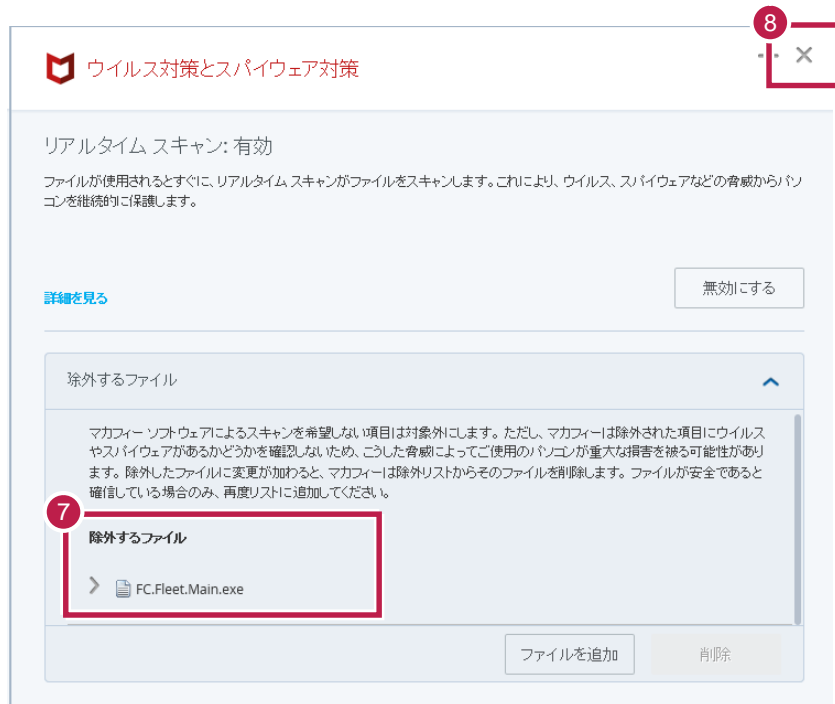 8
ウイルス対策とスパイウェア対策
リアルタイム スキャン: 有効
ファイルが使用されるとすぐに、リアルタイム スキャンがファイルをスキャンします。これにより、ウイルス、スパイウェアなどの脅威からパソ
コンを継続的に保護します。
詳細を見る
無効にする
除外するファイル
マカフィー ソフトウェアによるスキャンを希望しない項目は対象外にします。ただし、マカフィーは除外された項目にウイルス
やスパイウェアがあるかどうかを確認しないため、こうした脅威によってご使用のパソコンが重大な損害を被る可能性があり
ます。除外したファイルに変更が加わると、マカフィーは除外リストからそのファイルを削除します。ファイルが安全であると
確信している場合のみ、再度リストに追加してください。
7
除外するファイル
FC.Fleet.Main.exe
ファイルを追加
削除